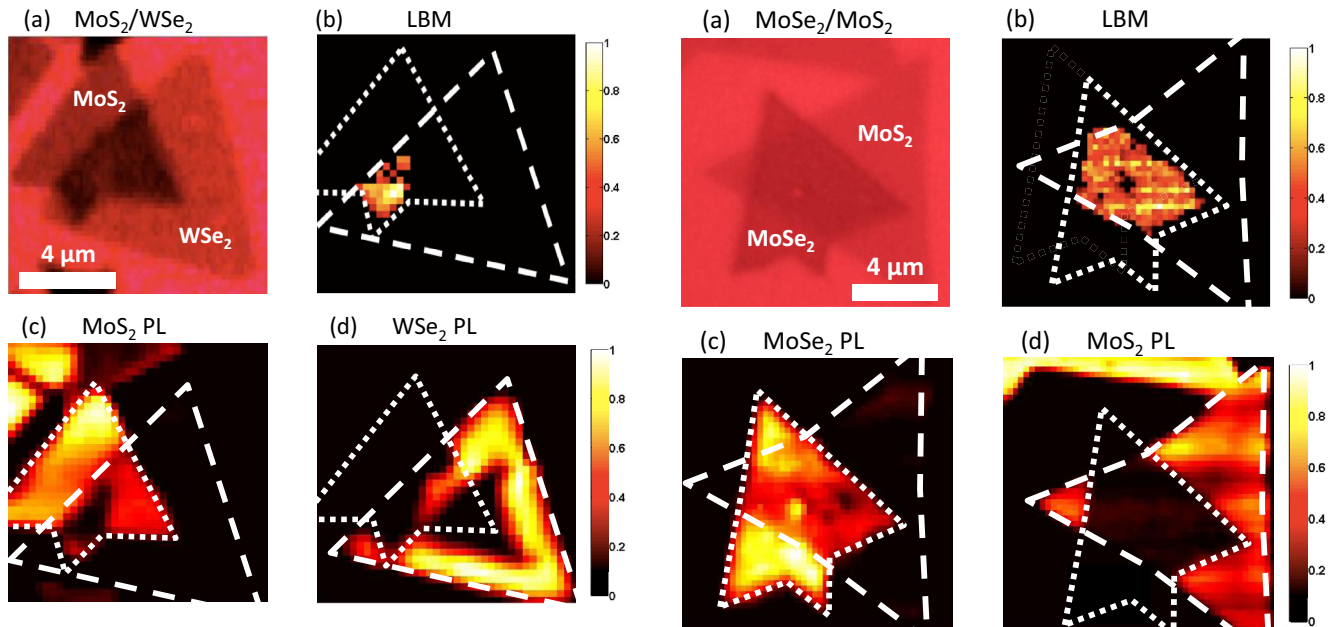 (a) MoS₂/WSe₂
(b) LBM
MoS₂
WSe₂
4 μm
1
0.8
0.6
0.4
0.2
0
(c) MoS₂ PL
(d) WSe₂ PL
1
0.8
0.6
0.4
0.2
0
(a) MoSe₂/MoS₂
(b) LBM
MoS₂
MoSe₂
4 μm
1
0.8
0.6
0.4
0.2
0
(c) MoSe₂ PL
(d) MoS₂ PL
1
0.8
0.6
0.4
0.2
0